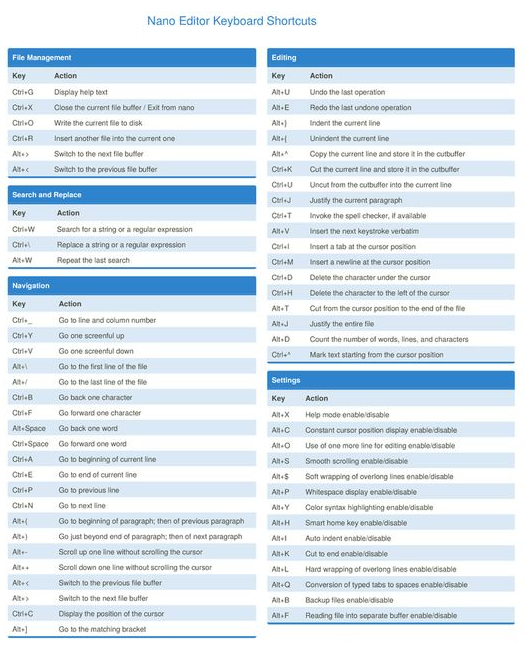 Nano Editor Keyboard Shortcuts
File Management
Key Action
Ctrl+G Display help text
Ctrl+X Close the current file buffer / Exit from nano
Ctrl+O Write the current file to disk
Ctrl+R Insert another file into the current one
Alt+> Switch to the next file buffer
Alt+< Switch to the previous file buffer
Search and Replace
Key Action
Ctrl+W Search for a string or a regular expression
Ctrl+\ Replace a string or a regular expression
Alt+W Repeat the last search
Navigation
Key Action
Ctrl+_ Go to line and column number
Ctrl+Y Go one screenful up
Ctrl+V Go one screenful down
Alt+\ Go to the first line of the file
Alt+/ Go to the last line of the file
Ctrl+B Go back one character
Ctrl+F Go forward one character
Alt+Space Go back one word
Ctrl+Space Go forward one word
Ctrl+A Go to beginning of current line
Ctrl+E Go to end of current line
Ctrl+P Go to previous line
Ctrl+N Go to next line
Alt+( Go to beginning of paragraph; then of previous paragraph
Alt+) Go just beyond end of paragraph; then of next paragraph
Alt+- Scroll up one line without scrolling the cursor
Alt++ Scroll down one line without scrolling the cursor
Alt+< Switch to the previous file buffer
Alt+> Switch to the next file buffer
Ctrl+C Display the position of the cursor
Alt+] Go to the matching bracket
Editing
Key Action
Alt+U Undo the last operation
Alt+E Redo the last undone operation
Alt+} Indent the current line
Alt+{ Unindent the current line
Alt+^ Copy the current line and store it in the cutbuffer
Ctrl+K Cut the current line and store it in the cutbuffer
Ctrl+U Uncut from the cutbuffer into the current line
Ctrl+J Justify the current paragraph
Ctrl+T Invoke the spell checker, if available
Alt+V Insert the next keystroke verbatim
Ctrl+I Insert a tab at the cursor position
Ctrl+M Insert a newline at the cursor position
Ctrl+D Delete the character under the cursor
Ctrl+H Delete the character to the left of the cursor
Alt+T Cut from the cursor position to the end of the file
Alt+J Justify the entire file
Alt+D Count the number of words, lines, and characters
Ctrl+^ Mark text starting from the cursor position
Settings
Key Action
Alt+X Help mode enable/disable
Alt+C Constant cursor position display enable/disable
Alt+O Use of one more line for editing enable/disable
Alt+S Smooth scrolling enable/disable
Alt+$ Soft wrapping of overlong lines enable/disable
Alt+P Whitespace display enable/disable
Alt+Y Color syntax highlighting enable/disable
Alt+H Smart home key enable/disable
Alt+I Auto indent enable/disable
Alt+K Cut to end enable/disable
Alt+L Hard wrapping of overlong lines enable/disable
Alt+Q Conversion of typed tabs to spaces enable/disable
Alt+B Backup files enable/disable
Alt+F Reading file into separate buffer enable/disable